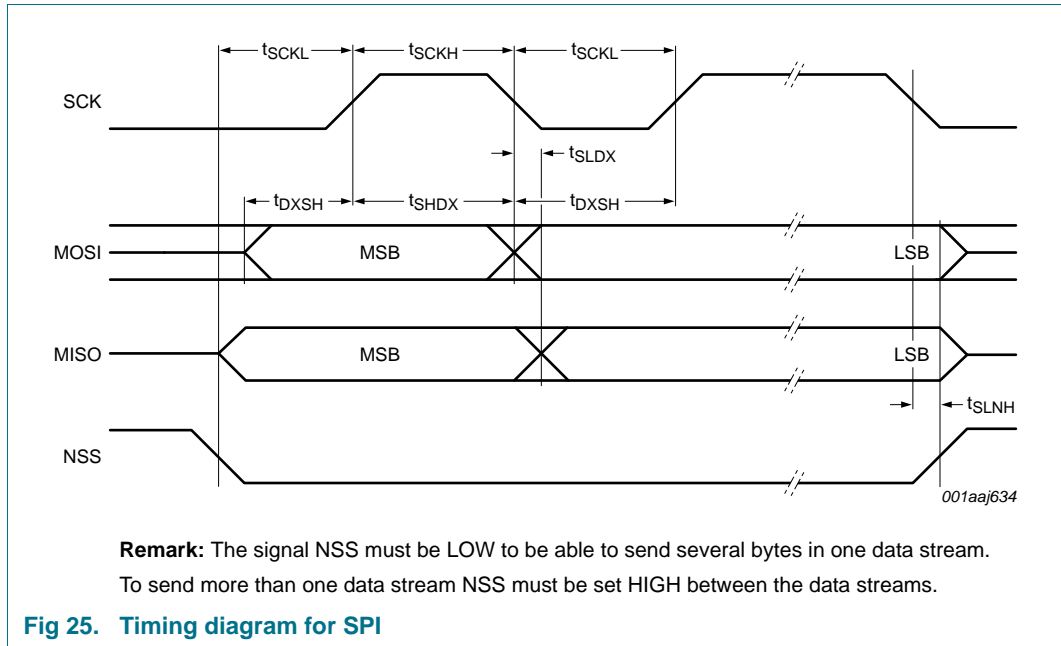 tSCKL tSCKH tSCKL
SCK
tSLDX
tDXSH tSHDX tDXSH
MOSI MSB LSB
MISO MSB LSB
tSLNH
NSS
001aaj634
Remark: The signal NSS must be LOW to be able to send several bytes in one data stream.
To send more than one data stream NSS must be set HIGH between the data streams.
Fig 25. Timing diagram for SPI